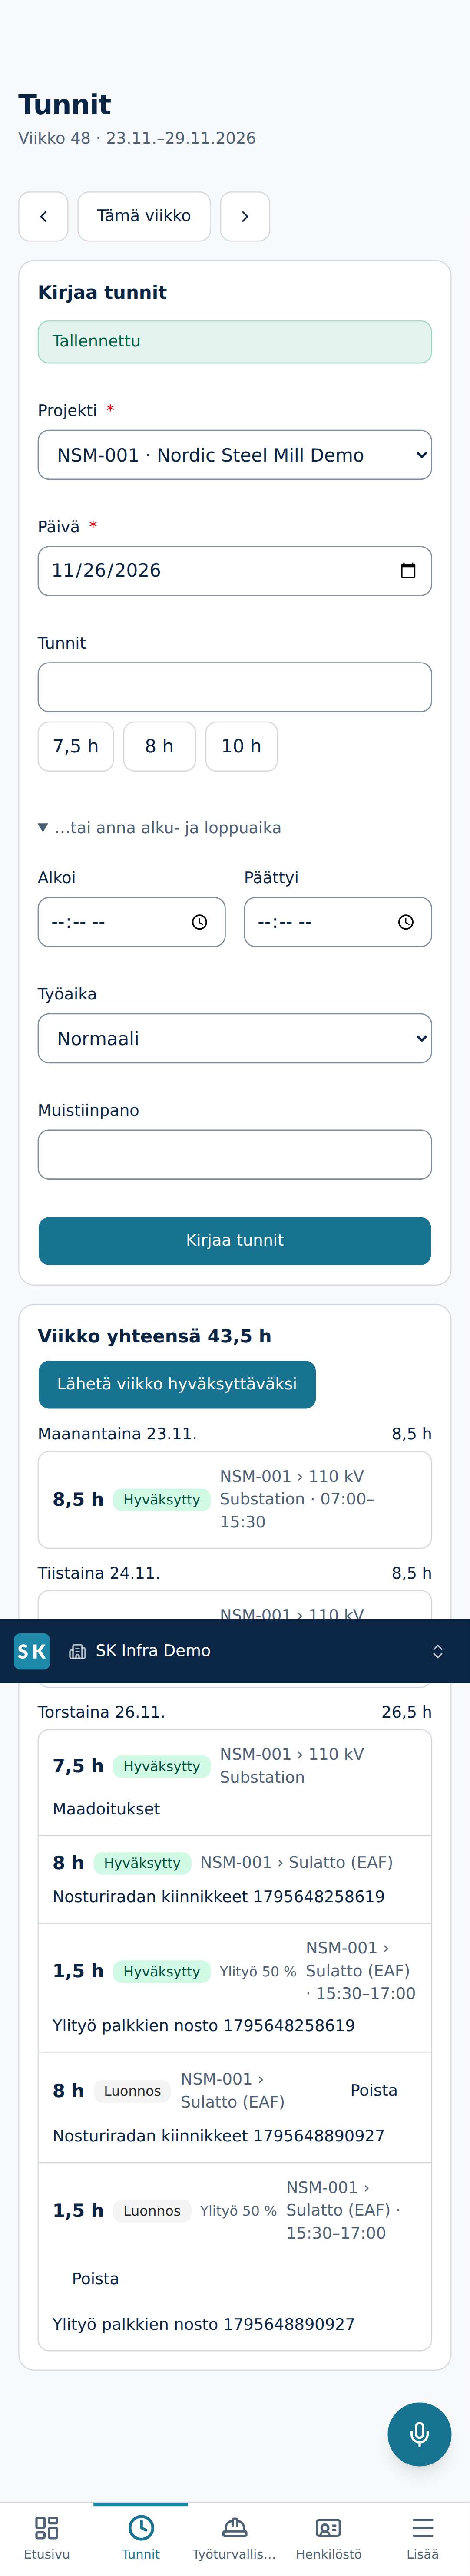 Tunnit
Viikko 48 · 23.11.–29.11.2026
Tämä viikko
Kirjaa tunnit
Tallennettu
Projekti *
NSM-001 · Nordic Steel Mill Demo
Päivä *
11/26/2026
Tunnit
7,5 h
8 h
10 h
…tai anna alku- ja loppuaika
Alkoi
Päättyi
--:-- --
--:-- --
Työaika
Normaali
Muistiinpano
Kirjaa tunnit
Viikko yhteensä 43,5 h
Lähetä viikko hyväksyttäväksi
Maanantaina 23.11. 8,5 h
8,5 h Hyväksytty NSM-001 › 110 kV
Substation · 07:00–
15:30
Tiistaina 24.11. 8,5 h
NSM-001 › 110 kV
SK SK Infra Demo
Torstaina 26.11. 26,5 h
7,5 h Hyväksytty NSM-001 › 110 kV
Substation
Maadoitukset
8 h Hyväksytty NSM-001 › Sulatto (EAF)
Nosturiradan kiinnikkeet 1795648258619
1,5 h Hyväksytty Ylityö 50 % NSM-001 ›
Sulatto (EAF)
· 15:30–17:00
Ylityö palkkien nosto 1795648258619
8 h Luonnos NSM-001 ›
Sulatto (EAF)
Poista
Nosturiradan kiinnikkeet 1795648890927
1,5 h Luonnos Ylityö 50 % NSM-001 ›
Sulatto (EAF) ·
15:30–17:00
Poista
Ylityö palkkien nosto 1795648890927
Etusivu
Tunnit
Työturvallis…
Henkilöstö
Lisää